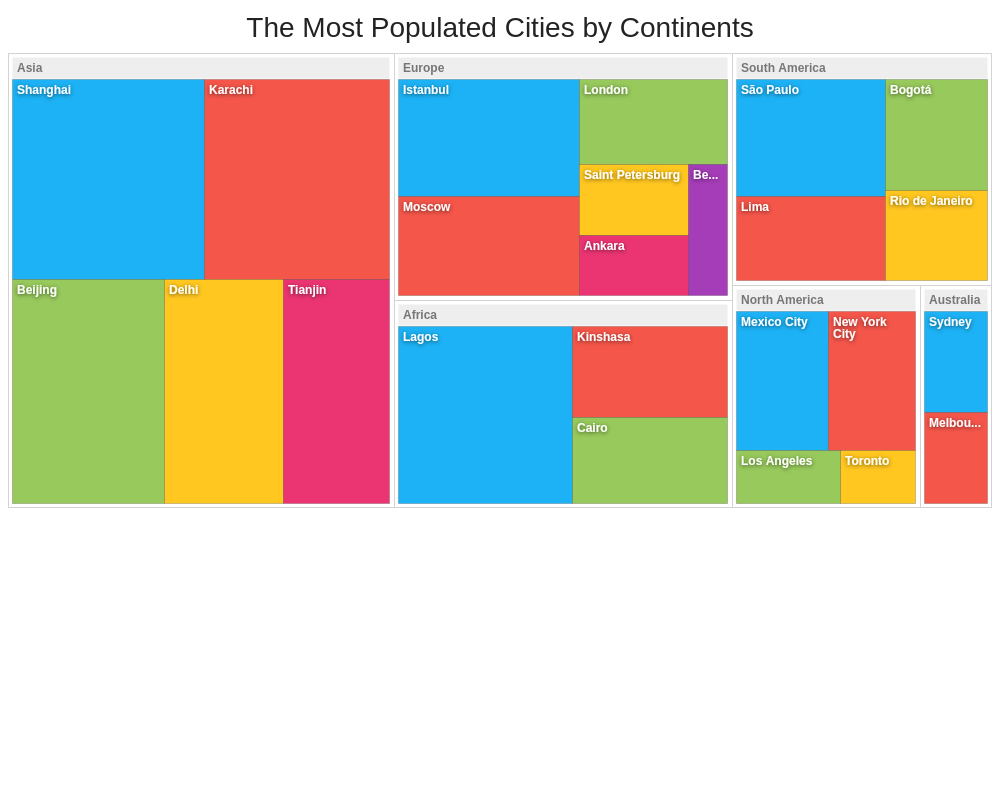 The Most Populated Cities by Continents
Asia
Shanghai
Karachi
Beijing
Delhi
Tianjin
Europe
Istanbul
London
Moscow
Saint Petersburg
Be...
Ankara
Africa
Lagos
Kinshasa
Cairo
South America
São Paulo
Bogotá
Lima
Rio de Janeiro
North America
Mexico City
New York
City
Los Angeles
Toronto
Australia
Sydney
Melbou...